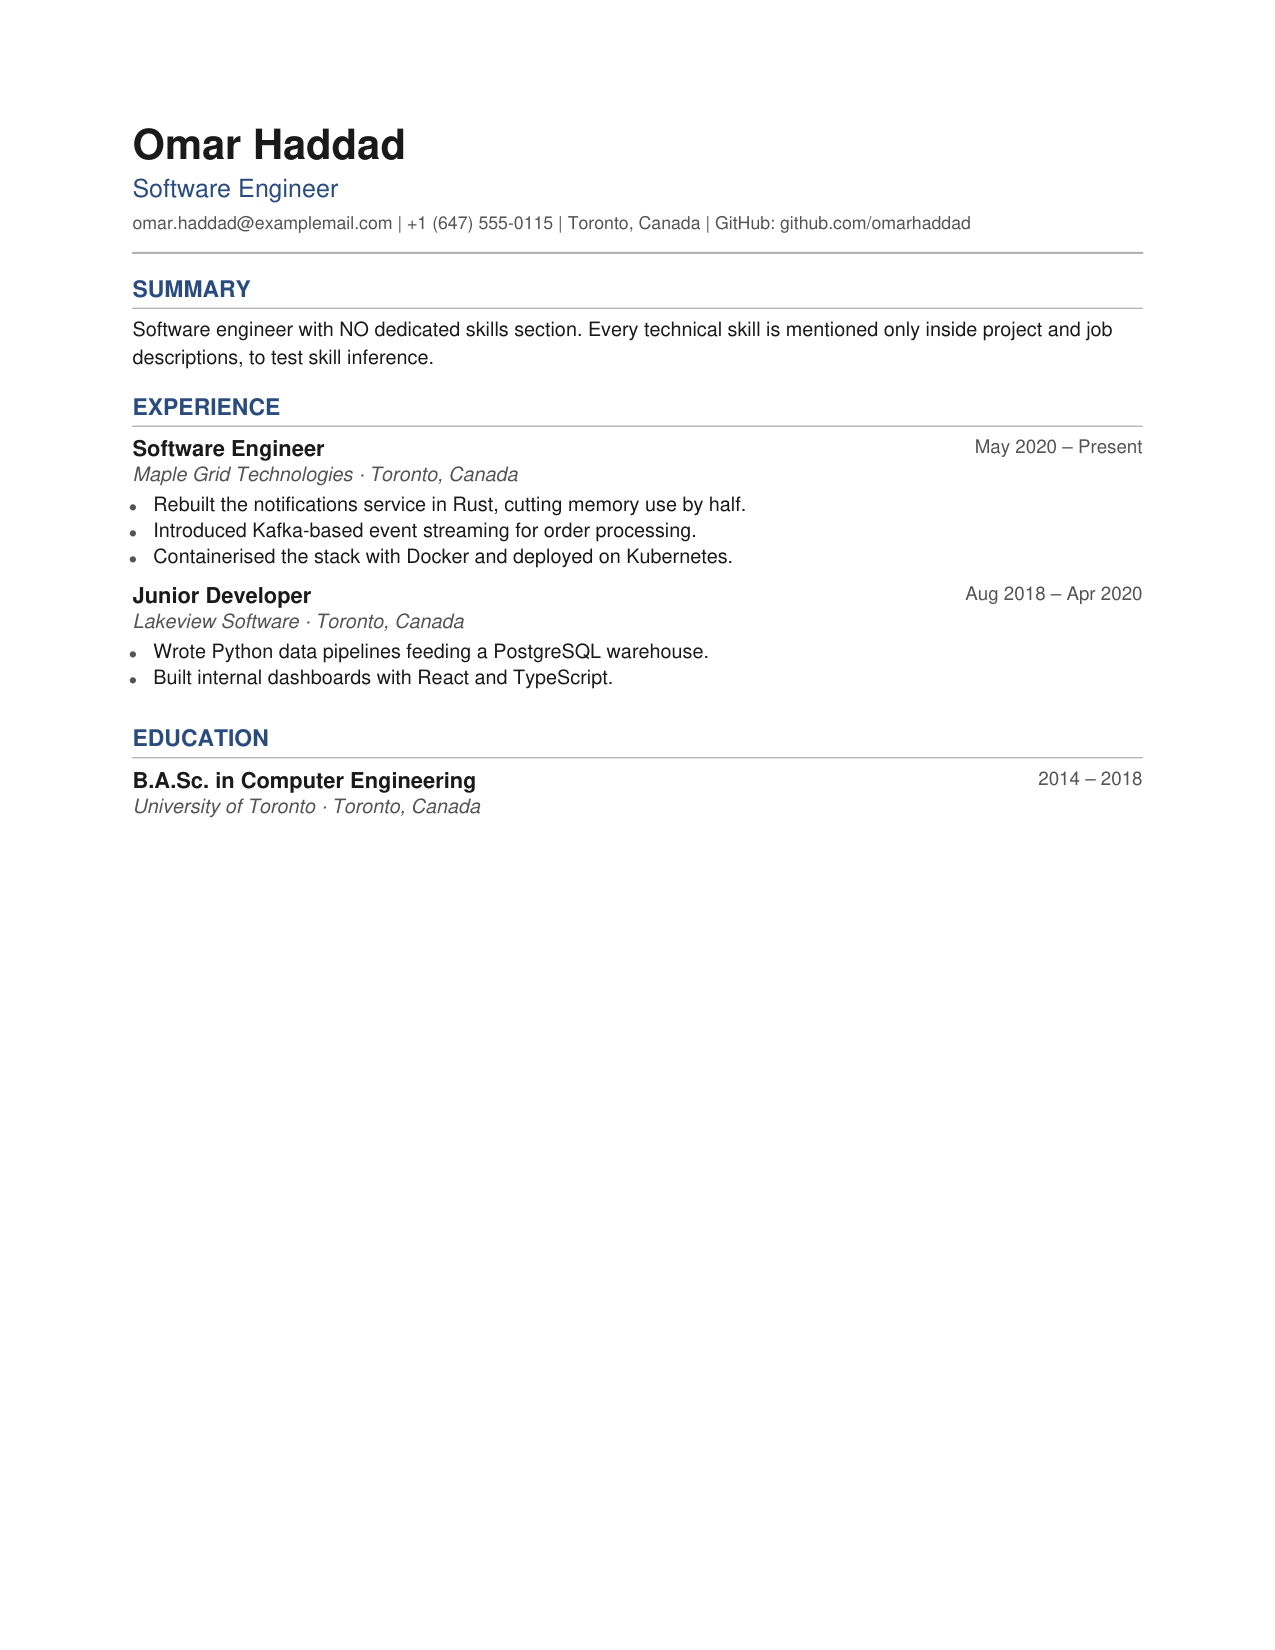 Omar Haddad
Software Engineer
omar.haddad@examplemail.com | +1 (647) 555-0115 | Toronto, Canada | GitHub: github.com/omarhaddad
SUMMARY
Software engineer with NO dedicated skills section. Every technical skill is mentioned only inside project and job
descriptions, to test skill inference.
EXPERIENCE
Software Engineer May 2020 – Present
Maple Grid Technologies · Toronto, Canada
• Rebuilt the notifications service in Rust, cutting memory use by half.
• Introduced Kafka-based event streaming for order processing.
• Containerised the stack with Docker and deployed on Kubernetes.
Junior Developer Aug 2018 – Apr 2020
Lakeview Software · Toronto, Canada
• Wrote Python data pipelines feeding a PostgreSQL warehouse.
• Built internal dashboards with React and TypeScript.
EDUCATION
B.A.Sc. in Computer Engineering 2014 – 2018
University of Toronto · Toronto, Canada